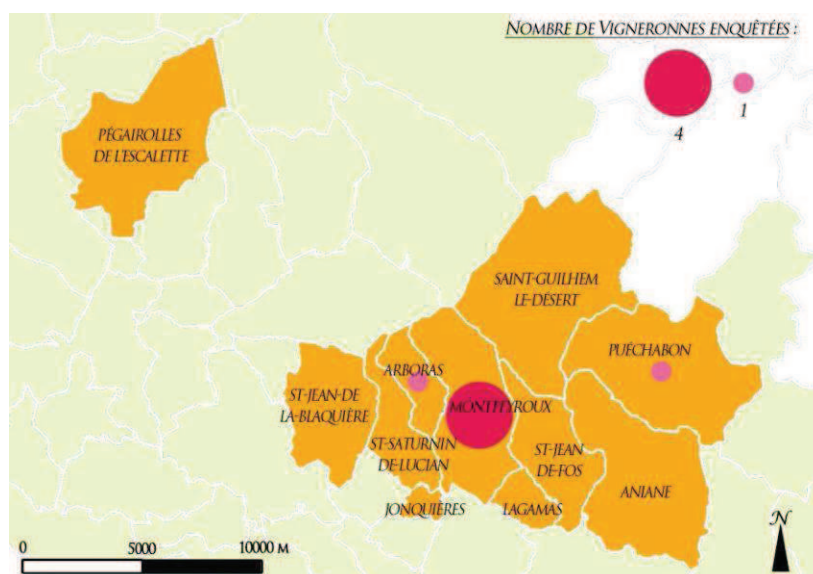 NOMBRE DE VIGNERONNES ENQUÊTÉES :
4
1
PÉGAIROLLES
DE L'ESCALETTE
SAINT-GUILHEM
LE-DÉSERT
PUÉCHABON
ARBORAS
ST-JEAN-DE
LA-BLAQUIÈRE
MONTPEYROUX
ST-SATURNIN
DE-LUCIAN
ST-JEAN
DE-FOS
ANIANE
JONQUIÈRES
LAGAMAS
N
0 5000 10000 M